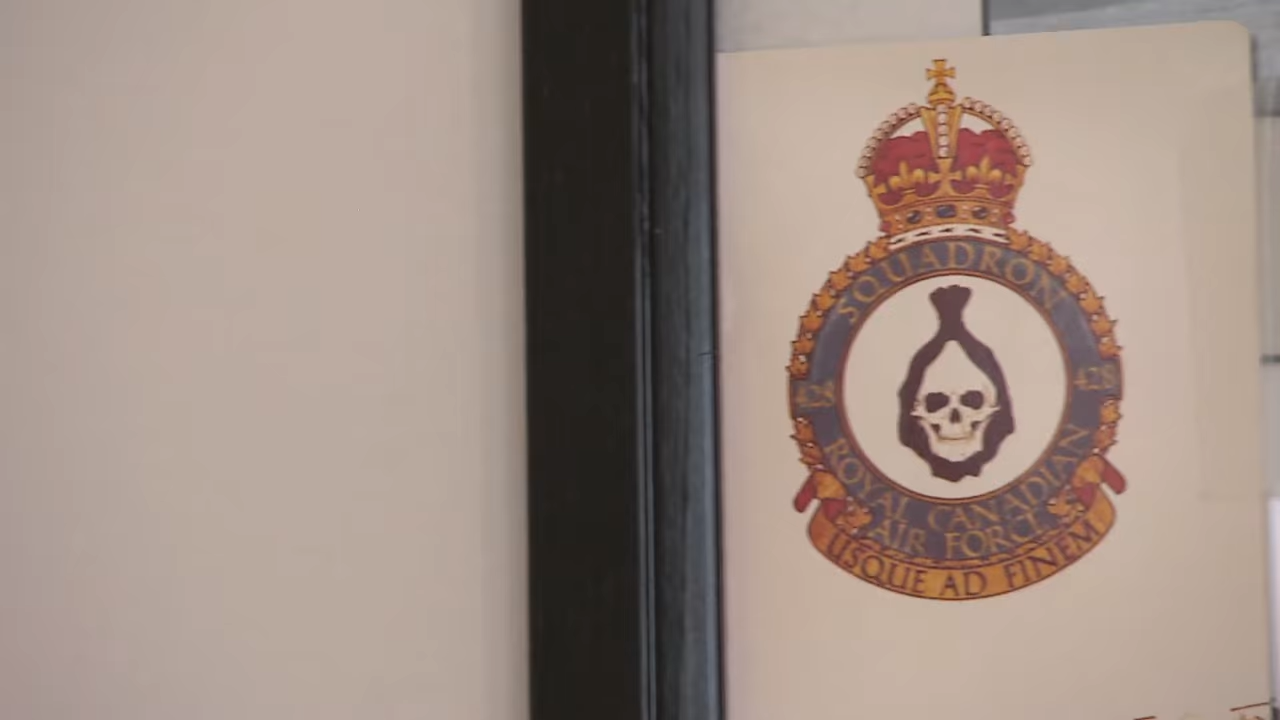 SQUADRON
428 428
ROYAL CANADIAN
AIR FORCE
USQUE AD FINEM